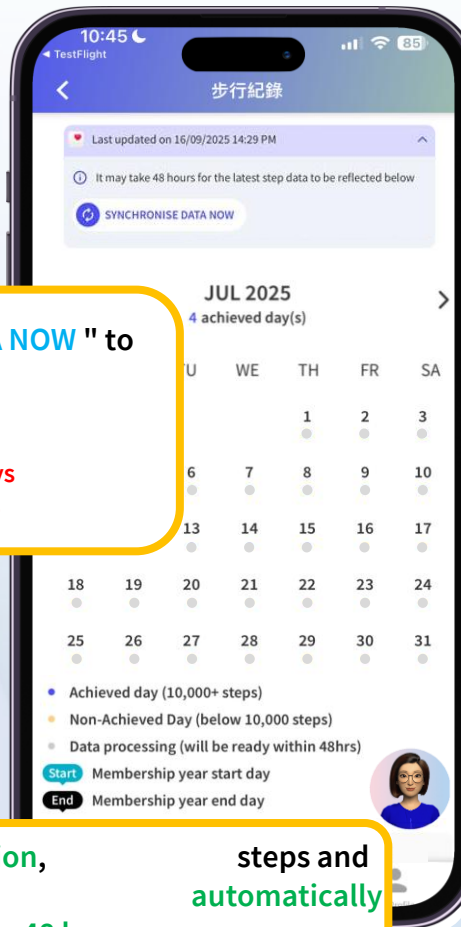 10:45
85
◄ TestFlight
步行紀錄
Last updated on 16/09/2025 14:29 PM
It may take 48 hours for the latest step data to be reflected below
SYNCHRONISE DATA NOW
JUL 2025
4 achieved day(s)
NOW " to
TU WE TH FR SA
1 2 3
6 7 8 9 10
13 14 15 16 17
18 19 20 21 22 23 24
25 26 27 28 29 30 31
Achieved day (10,000+ steps)
Non-Achieved Day (below 10,000 steps)
Data processing (will be ready within 48hrs)
Start Membership year start day
End Membership year end day
steps and
automatically